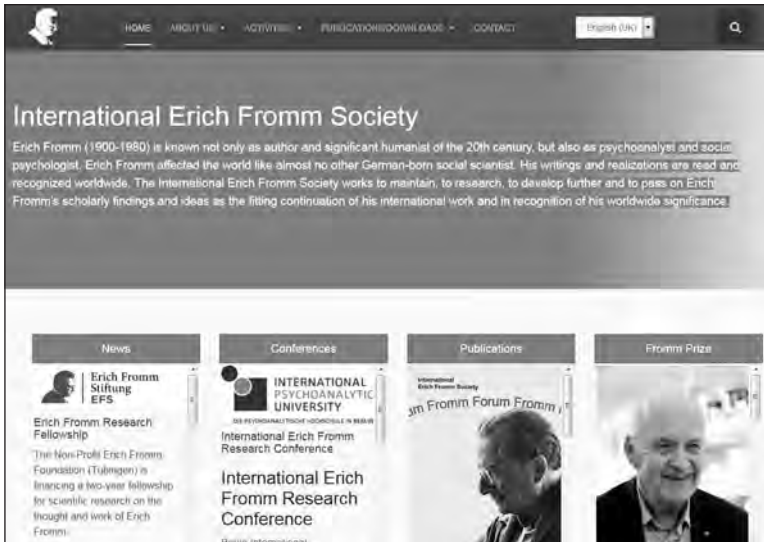 HOME ABOUT US ACTIVITIES PUBLICATIONS/DOWNLOADS CONTACT English (UK)
International Erich Fromm Society
Erich Fromm (1900-1980) is known not only as author and significant humanist of the 20th century, but also as psychoanalyst and social
psychologist. Erich Fromm affected the world like almost no other German-born social scientist. His writings and realizations are read and
recognized worldwide. The International Erich Fromm Society works to maintain, to research, to develop further and to pass on Erich
Fromm's scholarly findings and ideas as the fitting continuation of his international work and in recognition of his worldwide significance.
News
Erich Fromm
Stiftung
EFS
Erich Fromm Research
Fellowship
The Non-Profit Erich Fromm
Foundation (Tübingen) is
financing a two-year fellowship
for scientific research on the
thought and work of Erich
Fromm.
Conferences
INTERNATIONAL
PSYCHOANALYTIC
UNIVERSITY
DIE PSYCHOANALYTISCHE HOCHSCHULE IN BERLIN
International Erich Fromm
Research Conference
International Erich
Fromm Research
Conference
Publications
International
Erich Fromm Society
um Fromm Forum Fromm
Fromm Prize